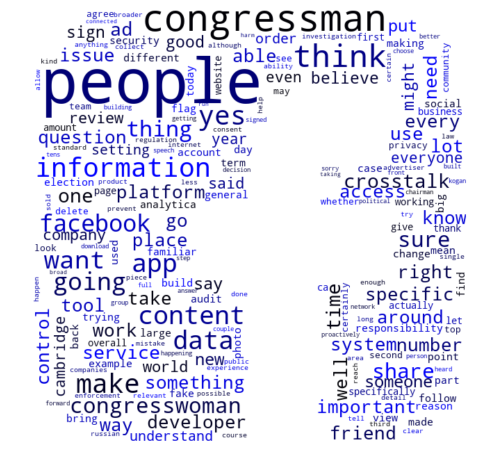 agree broader congressman
connected sign ad put
anything collect security good able order investigation first harm making better
kind although issue different see ability choose
allow even believe certain need community
people think might
team building today website help may
review flag yes every social business
amount getting consent signed
question thing year use lot
standard regulation internet privacy law
tens page setting account day everyone built
information term crosstalk sorry taking case advertiser front chairman kogan
election product speech less decision access whether political working big
sold one platform said
delete prevent analytica general try know
facebook go sure give thank
company place familiar change mean single
look used
happen download step
want app say right find
broad piece answer
going full build specific enough
tool take audit done time can certainly network actually
group couple around long let
trying content photo responsibility proactively top
control cambridge back work large mistake system number
overall data happening area person second point
service new public well reach heard
example world experience share
companies someone specifically part
make something detail follow
enforcement relevant fake possible
forward congresswoman important reason
bring way developer tell view third made
russian understand course friend clear